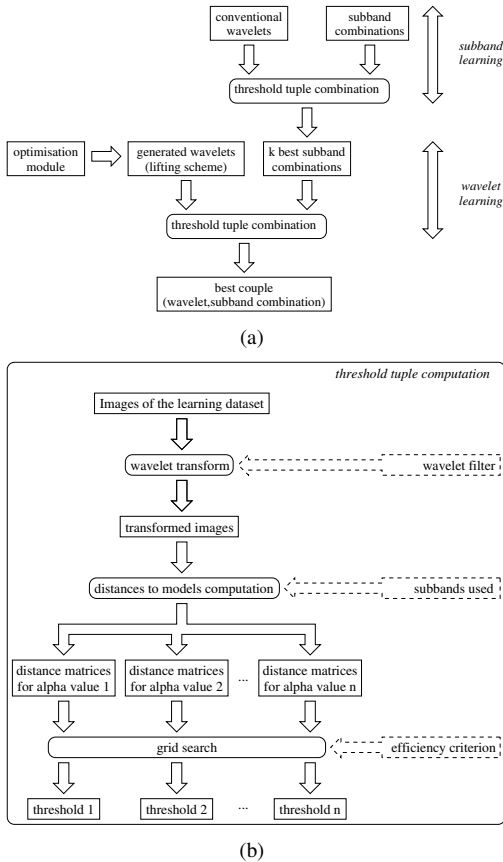 conventional
wavelets
subband
combinations
subband
learning
threshold tuple combination
optimisation
module
generated wavelets
(lifting scheme)
k best subband
combinations
wavelet
learning
threshold tuple combination
best couple
(wavelet,subband combination)
(a)
threshold tuple computation
Images of the learning dataset
wavelet transform
wavelet filter
transformed images
distances to models computation
subbands used
distance matrices
for alpha value 1
distance matrices
for alpha value 2
...
distance matrices
for alpha value n
grid search
efficiency criterion
threshold 1
threshold 2
...
threshold n
(b)